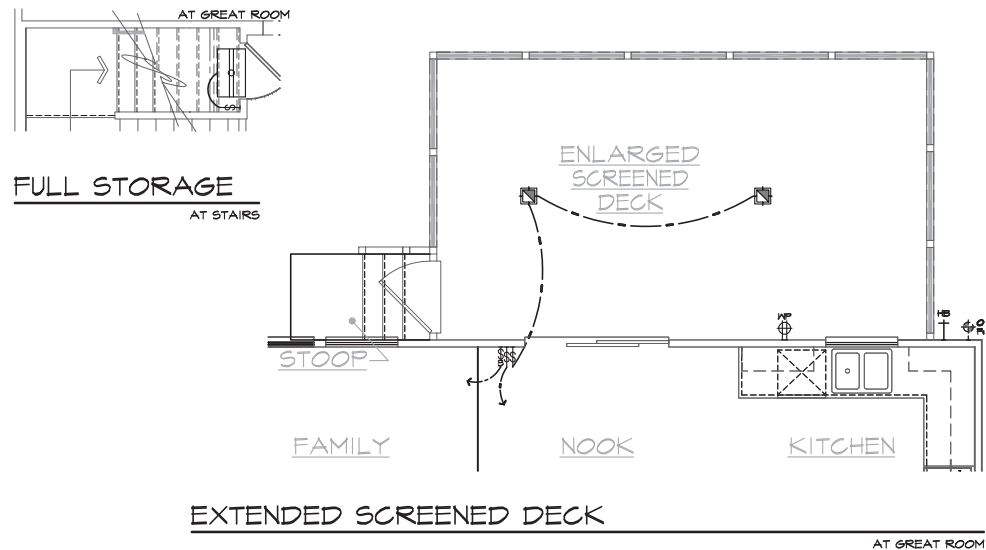 AT GREAT ROOM
FULL STORAGE
AT STAIRS
ENLARGED
SCREENED
DECK
WP
HB
STOOP
$$$
FAMILY
NOOK
KITCHEN
EXTENDED SCREENED DECK
AT GREAT ROOM